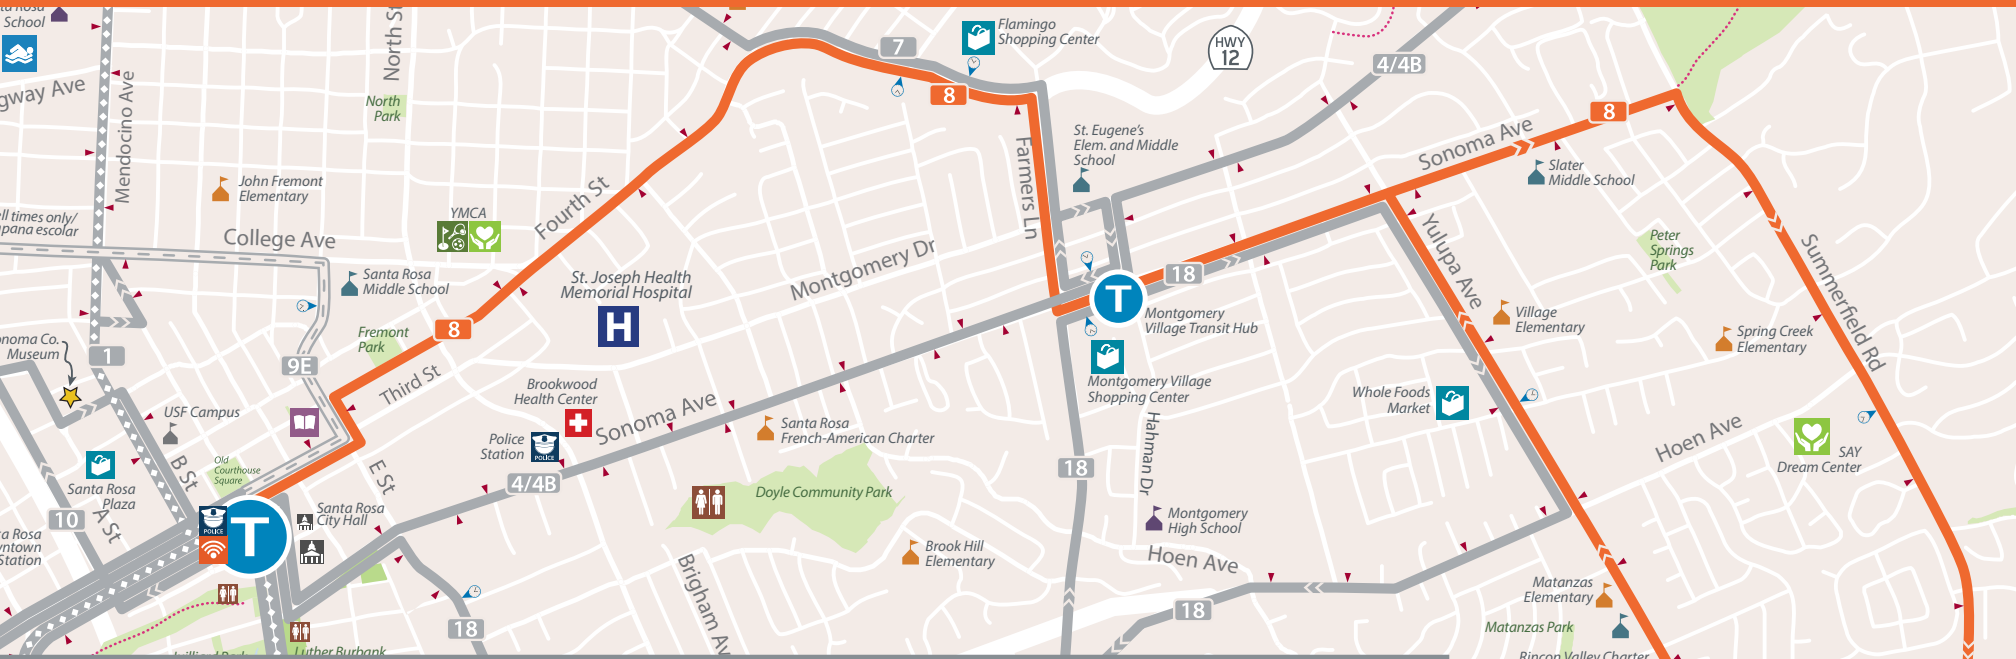 School
gway Ave
Mendocino Ave
North St
North
Park
John Fremont
Elementary
YMCA
Fourth St
ll times only/
pana escolar
College Ave
Santa Rosa
Middle School
St. Joseph Health
Memorial Hospital
H
Montgomery Dr
7
8
Flamingo
Shopping Center
HWY
12
4/4B
Farmers Ln
St. Eugene's
Elem. and Middle
School
Sonoma Ave
8
Slater
Middle School
Peter
Springs
Park
Summerfield Rd
Yulupa Ave
18
T
Montgomery
Village Transit Hub
Village
Elementary
Spring Creek
Elementary
noma Co.
Museum
1
9E
Fremont
Park
8
Third St
Brookwood
Health Center
Sonoma Ave
Police
Station
POLICE
4/4B
Santa Rosa
French-American Charter
Montgomery Village
Shopping Center
Hahman Dr
18
Whole Foods
Market
Hoen Ave
SAY
Dream Center
USF Campus
B St
Old
Courthouse
Square
E St
Santa Rosa
Plaza
A St
10
ta Rosa
wntown
Station
POLICE
T
Santa Rosa
City Hall
Doyle Community Park
Montgomery
High School
Brook Hill
Elementary
Hoen Ave
18
18
Brigham Av
Luther Burbank
Matanzas
Elementary
Matanzas Park
Rincon Valley Charter